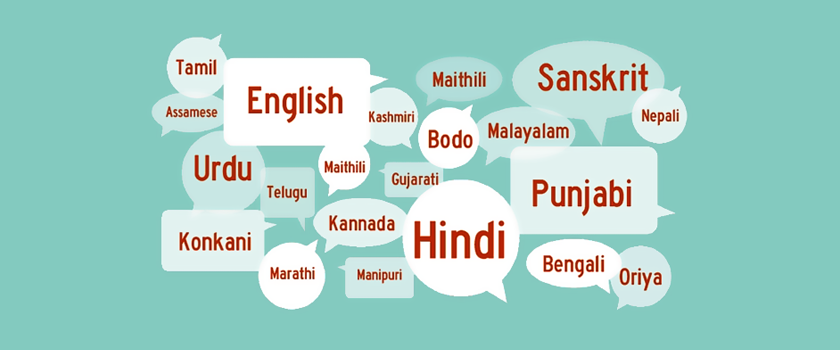 Tamil
English
Maithili
Sanskrit
Assamese
Kashmiri
Nepali
Bodo
Malayalam
Urdu
Maithili
Telugu
Gujarati
Punjabi
Konkani
Kannada
Hindi
Marathi
Manipuri
Bengali
Oriya